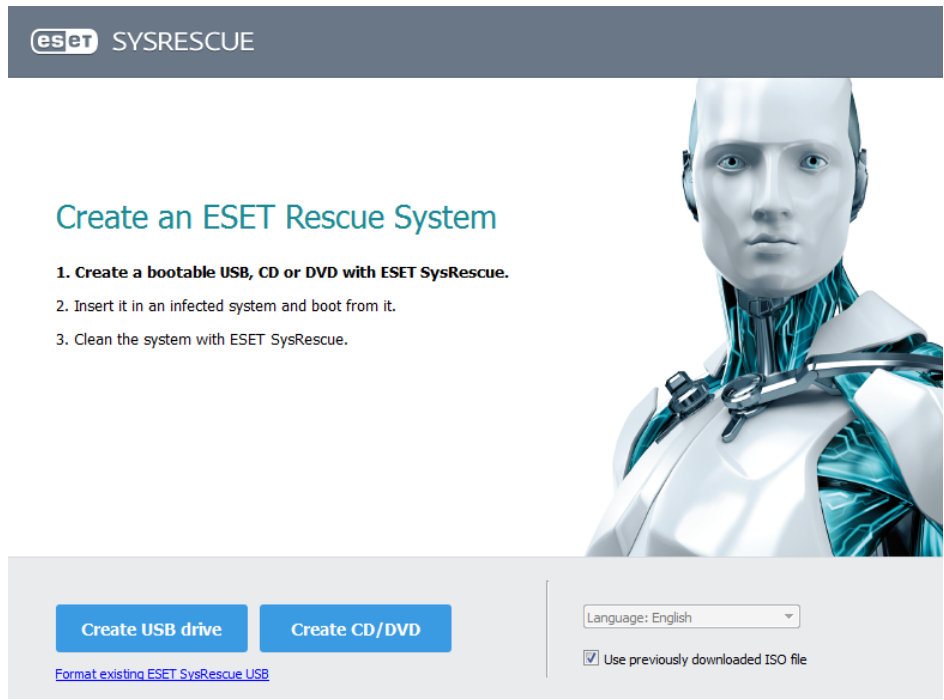 eset SYSRESCUE
Create an ESET Rescue System
1. Create a bootable USB, CD or DVD with ESET SysRescue.
2. Insert it in an infected system and boot from it.
3. Clean the system with ESET SysRescue.
Create USB drive
Create CD/DVD
Format existing ESET SysRescue USB
Language: English
Use previously downloaded ISO file